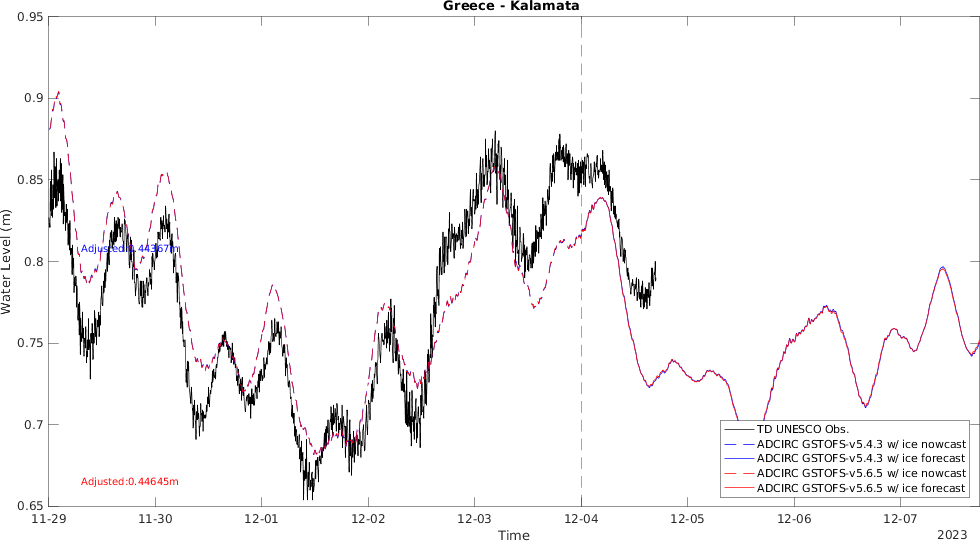 Greece - Kalamata
Water Level (m)
0.95
0.9
0.85
0.8
0.75
0.7
0.65
Adjusted:0.44367m
Adjusted:0.44645m
TD UNESCO Obs.
ADCIRC GSTOFS-v5.4.3 w/ ice nowcast
ADCIRC GSTOFS-v5.4.3 w/ ice forecast
ADCIRC GSTOFS-v5.6.5 w/ ice nowcast
ADCIRC GSTOFS-v5.6.5 w/ ice forecast
11-29 11-30 12-01 12-02 12-03 12-04 12-05 12-06 12-07
Time
2023